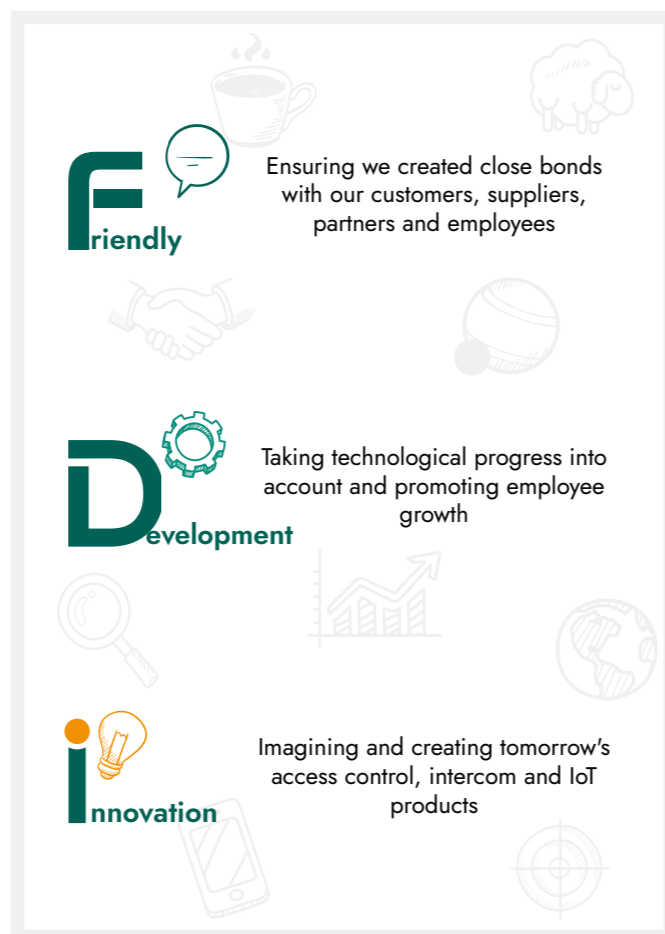 Friendly
Ensuring we created close bonds
with our customers, suppliers,
partners and employees
Development
Taking technological progress into
account and promoting employee
growth
innovation
Imagining and creating tomorrow's
access control, intercom and IoT
products